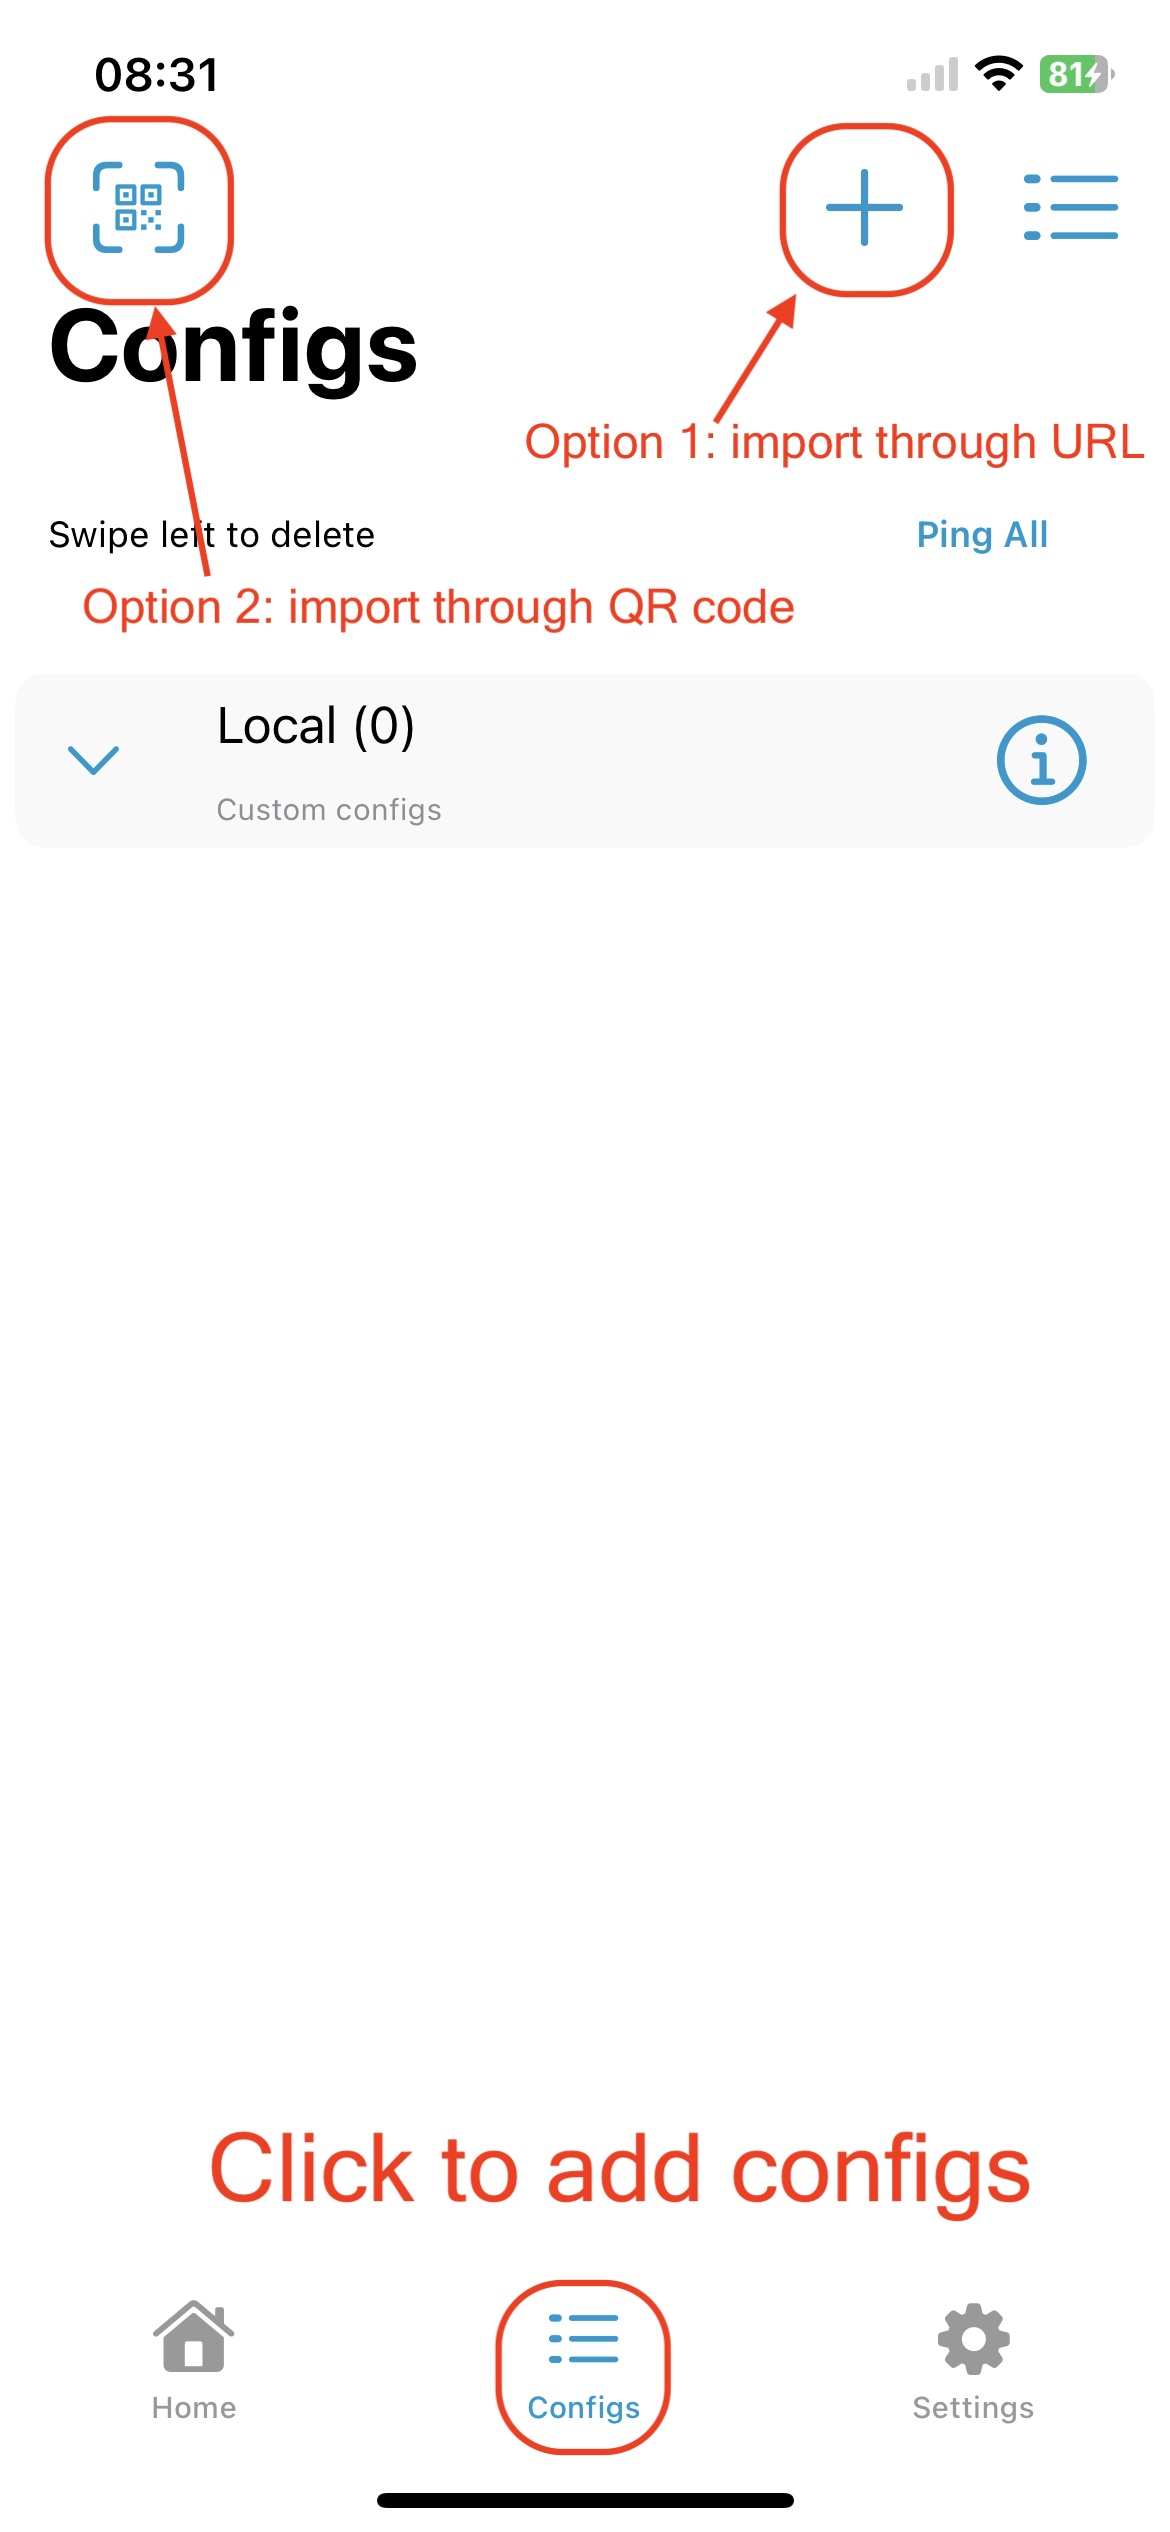 08:31
81
Configs
Option 1: import through URL
Swipe left to delete
Ping All
Option 2: import through QR code
Local (0)
Custom configs
Click to add configs
Home
Configs
Settings